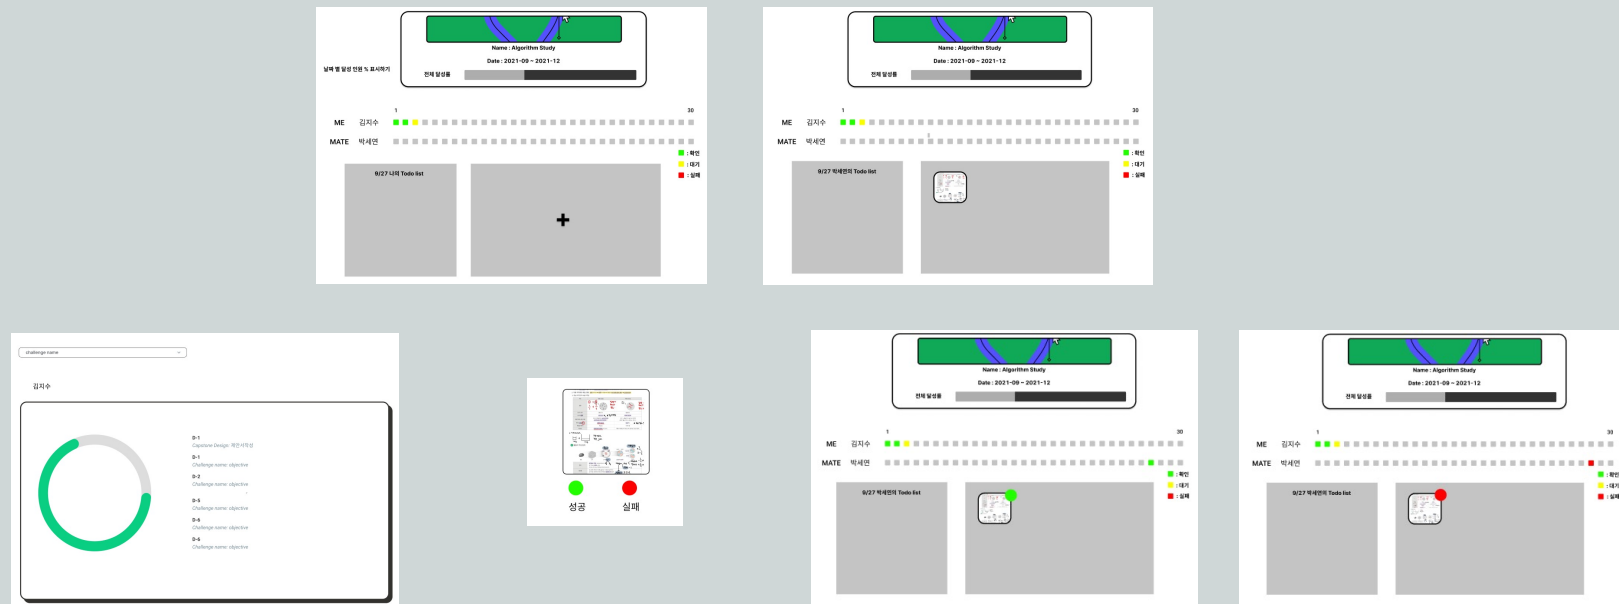 Name : Algorithm Study
Date : 2021-09 ~ 2021-12
날짜 별 달성 인원 % 표시하기
전체 달성률
1 30
ME 김지수
MATE 박세연
: 확인
: 대기
: 실패
9/27 나의 Todo list
+
Name : Algorithm Study
Date : 2021-09 ~ 2021-12
전체 달성률
1 30
ME 김지수
MATE 박세연
: 확인
: 대기
: 실패
9/27 박세연의 Todo list
challenge name
김지수
D-1
Capstone Design: 제안서작성
D-1
Challenge name: objective
D-2
Challenge name: objective
D-5
Challenge name: objective
D-5
Challenge name: objective
D-6
Challenge name: objective
성공 실패
Name : Algorithm Study
Date : 2021-09 ~ 2021-12
전체 달성률
1 30
ME 김지수
MATE 박세연
: 확인
: 대기
: 실패
9/27 박세연의 Todo list
Name : Algorithm Study
Date : 2021-09 ~ 2021-12
전체 달성률
1 30
ME 김지수
MATE 박세연
: 확인
: 대기
: 실패
9/27 박세연의 Todo list